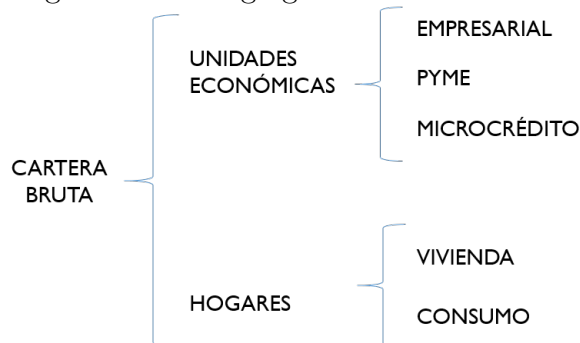 CARTERA
BRUTA
UNIDADES
ECONÓMICAS
EMPRESARIAL
PYME
MICROCRÉDITO
HOGARES
VIVIENDA
CONSUMO